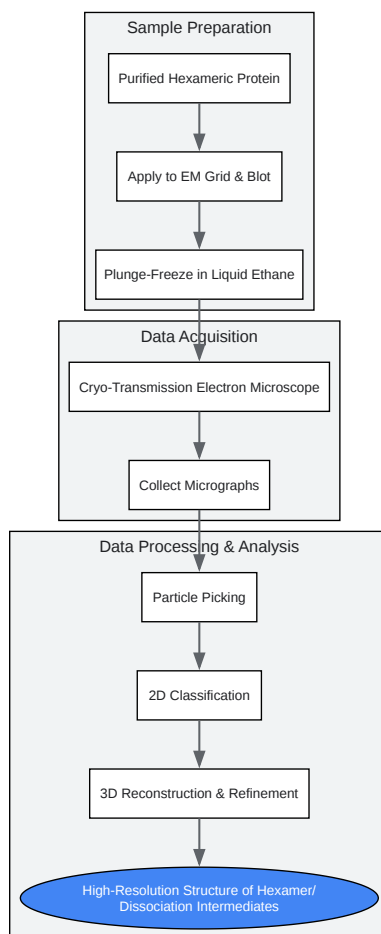 Sample Preparation
Purified Hexameric Protein
Apply to EM Grid & Blot
Plunge-Freeze in Liquid Ethane
Data Acquisition
Cryo-Transmission Electron Microscope
Collect Micrographs
Data Processing & Analysis
Particle Picking
2D Classification
3D Reconstruction & Refinement
High-Resolution Structure of Hexamer/
Dissociation Intermediates